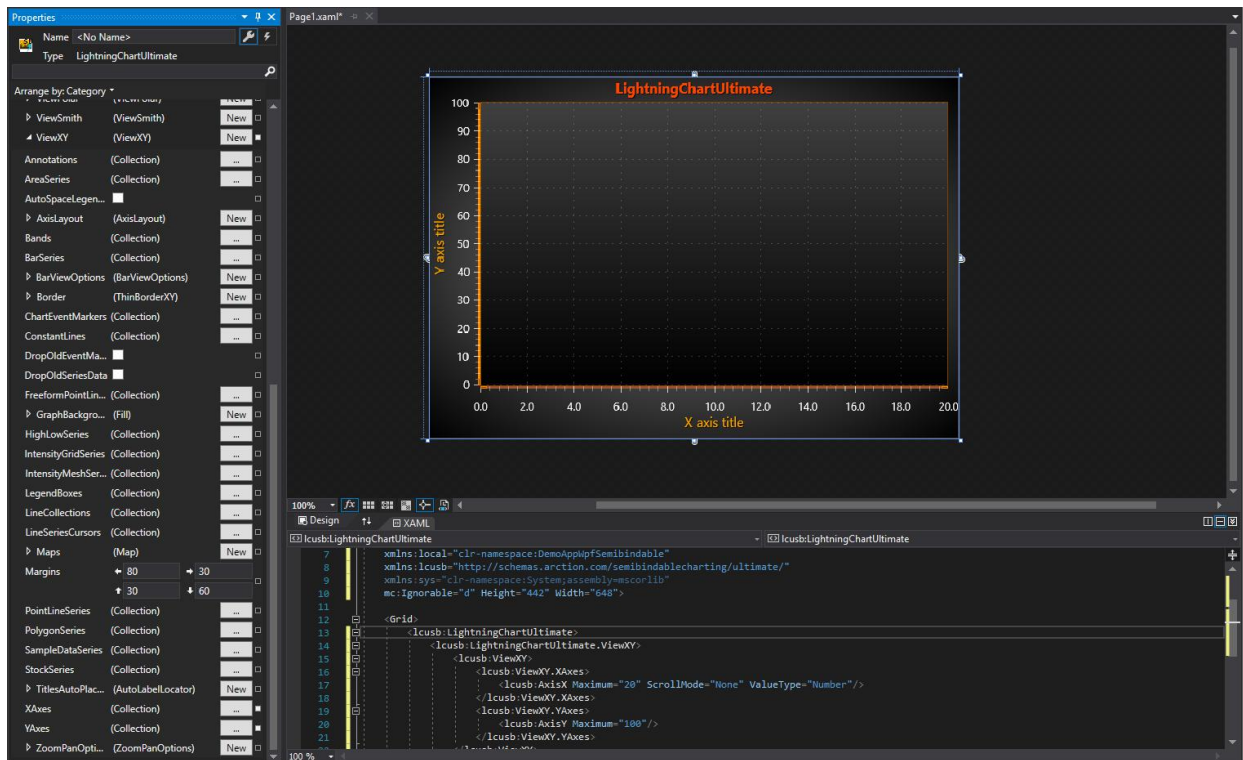 Properties
Name <No Name>
Type LightningChartUltimate
Arrange by: Category
ViewPolar (ViewPolar) New
ViewSmith (ViewSmith) New
ViewXY (ViewXY) New
Annotations (Collection) ...
AreaSeries (Collection) ...
AutoSpaceLegen...
AxisLayout (AxisLayout) New
Bands (Collection) ...
BarSeries (Collection) ...
BarViewOptions (BarViewOptions) New
Border (ThinBorderXY) New
ChartEventMarkers (Collection) ...
ConstantLines (Collection) ...
DropOldEventMa...
DropOldSeriesData
FreeformPointLin... (Collection) ...
GraphBackgro... (Fill) New
HighLowSeries (Collection) ...
IntensityGridSeries (Collection) ...
IntensityMeshSer... (Collection) ...
LegendBoxes (Collection) ...
LineCollections (Collection) ...
LineSeriesCursors (Collection) ...
Maps (Map) New
Margins 80 30
30 60
PointLineSeries (Collection) ...
PolygonSeries (Collection) ...
SampleDataSeries (Collection) ...
StockSeries (Collection) ...
TitlesAutoPlac... (AutoLabelLocator) New
XAxes (Collection) ...
YAxes (Collection) ...
ZoomPanOpti... (ZoomPanOptions) New
Page1.xaml*
LightningChartUltimate
100
90
80
70
60
50
40
30
20
10
0
Y axis title
0.0 2.0 4.0 6.0 8.0 10.0 12.0 14.0 16.0 18.0 20.0
X axis title
100% fx
Design XAML
lcusb:LightningChartUltimate lcusb:LightningChartUltimate
7 xmlns:local="clr-namespace:DemoAppWpfSemibindable"
8 xmlns:lcusb="http://schemas.arction.com/semibindablecharting/ultimate/"
9 xmlns:sys="clr-namespace:System;assembly=mscorlib"
10 mc:Ignorable="d" Height="442" Width="648">
11
12 <Grid>
13 <lcusb:LightningChartUltimate>
14 <lcusb:LightningChartUltimate.ViewXY>
15 <lcusb:ViewXY>
16 <lcusb:ViewXY.XAxes>
17 <lcusb:AxisX Maximum="20" ScrollMode="None" ValueType="Number"/>
18 </lcusb:ViewXY.XAxes>
19 <lcusb:ViewXY.YAxes>
20 <lcusb:AxisY Maximum="100"/>
21 </lcusb:ViewXY.YAxes>
22 </lcusb:ViewXY>
100 %